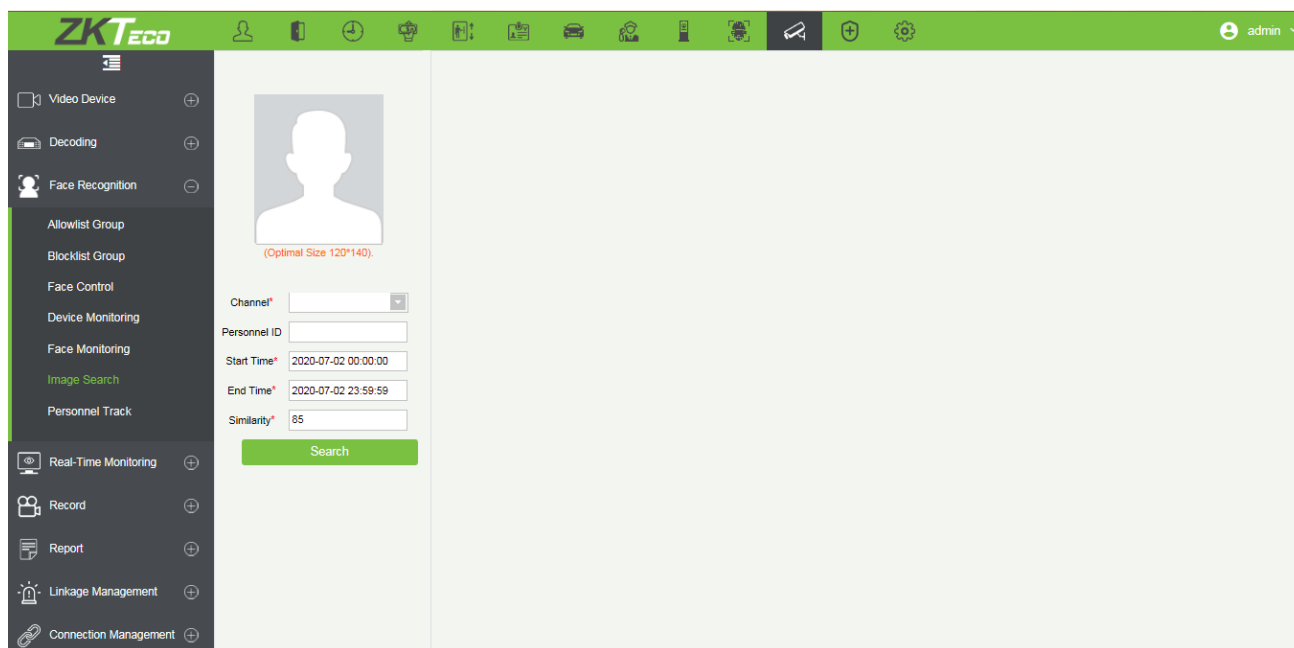 ZKTeco
admin
Video Device
Decoding
Face Recognition
Allowlist Group
Blocklist Group
Face Control
Device Monitoring
Face Monitoring
Image Search
Personnel Track
Real-Time Monitoring
Record
Report
Linkage Management
Connection Management
(Optimal Size 120*140).
Channel*
Personnel ID
Start Time* 2020-07-02 00:00:00
End Time* 2020-07-02 23:59:59
Similarity* 85
Search